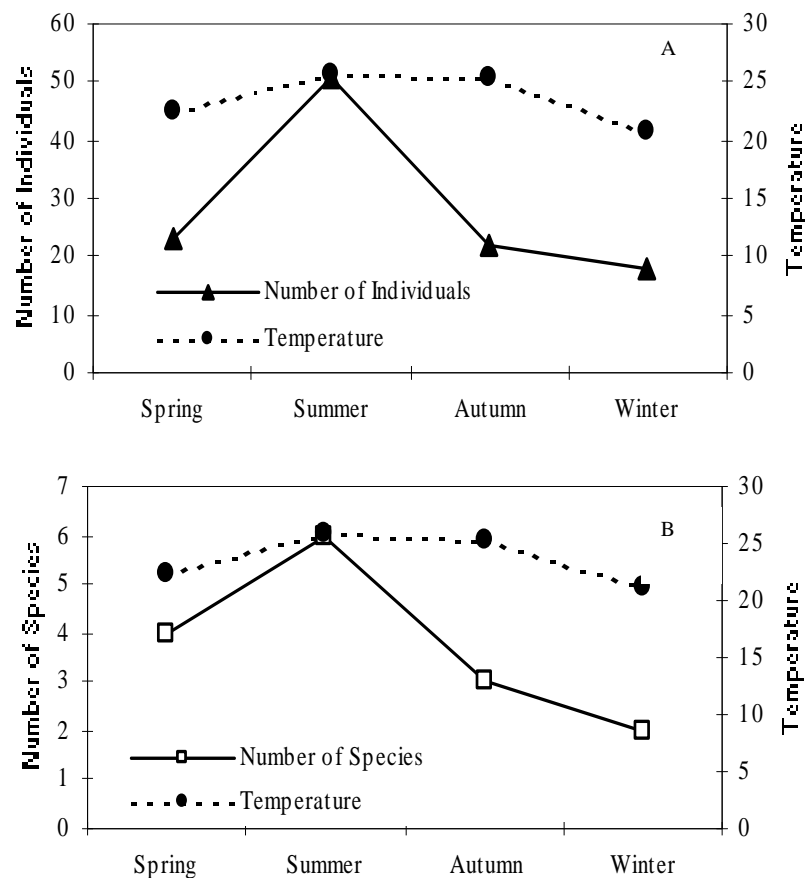 60
50
40
30
20
10
0
Number of Individuals
30
25
20
15
10
5
0
Temperature
A
Number of Individuals
Temperature
Spring Summer Autumn Winter
7
6
5
4
3
2
1
0
Number of Species
30
25
20
15
10
5
0
Temperature
B
Number of Species
Temperature
Spring Summer Autumn Winter